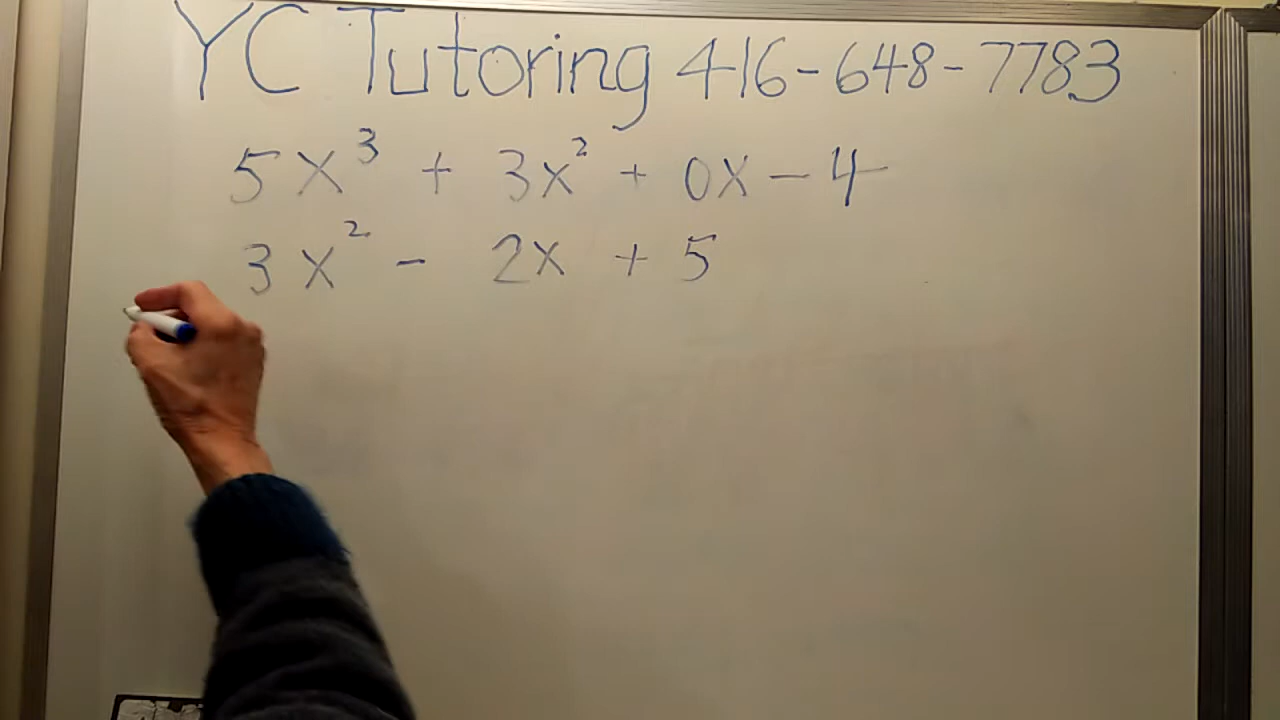 YC Tutoring 416-648-7783
5x³ + 3x² + 0x - 4
3x² - 2x + 5